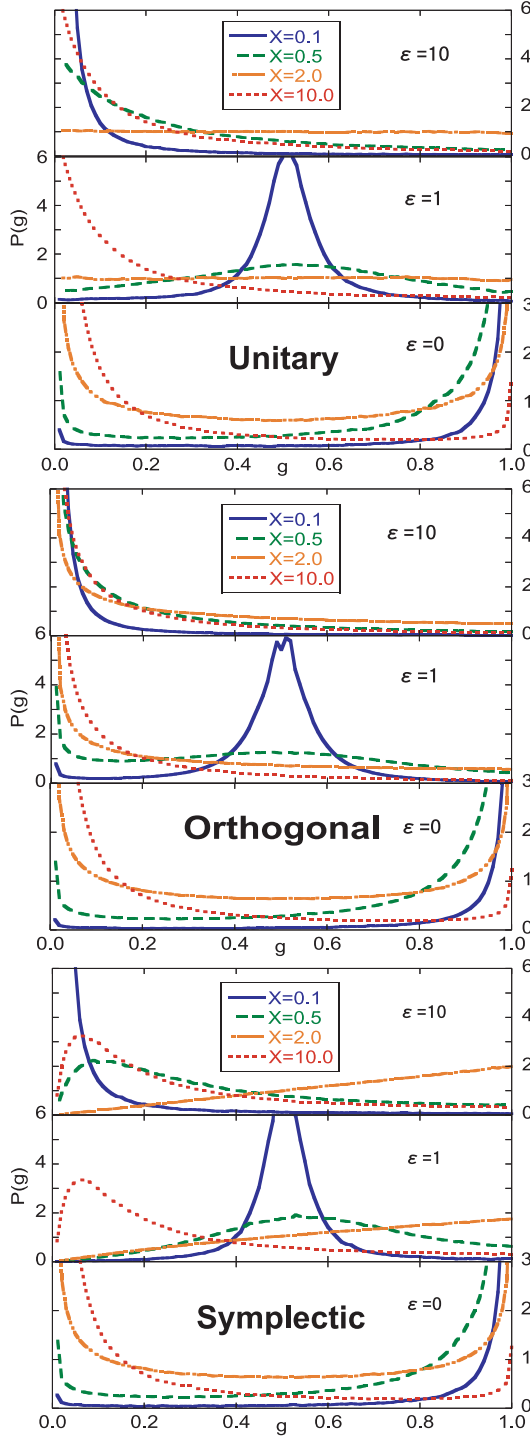 6
X=0.1
X=0.5
X=2.0
X=10.0
ε=10
4
2
0
6
4
2
0
P(g)
ε=1
3
2
1
0
Unitary
ε=0
0.0 0.2 0.4 0.6 0.8 1.0
g
6
X=0.1
X=0.5
X=2.0
X=10.0
ε=10
4
2
0
6
4
2
0
P(g)
ε=1
3
2
1
0
Orthogonal
ε=0
0.0 0.2 0.4 0.6 0.8 1.0
g
6
X=0.1
X=0.5
X=2.0
X=10.0
ε=10
4
2
0
6
4
2
0
P(g)
ε=1
3
2
1
0
Symplectic
ε=0
0.0 0.2 0.4 0.6 0.8 1.0
g